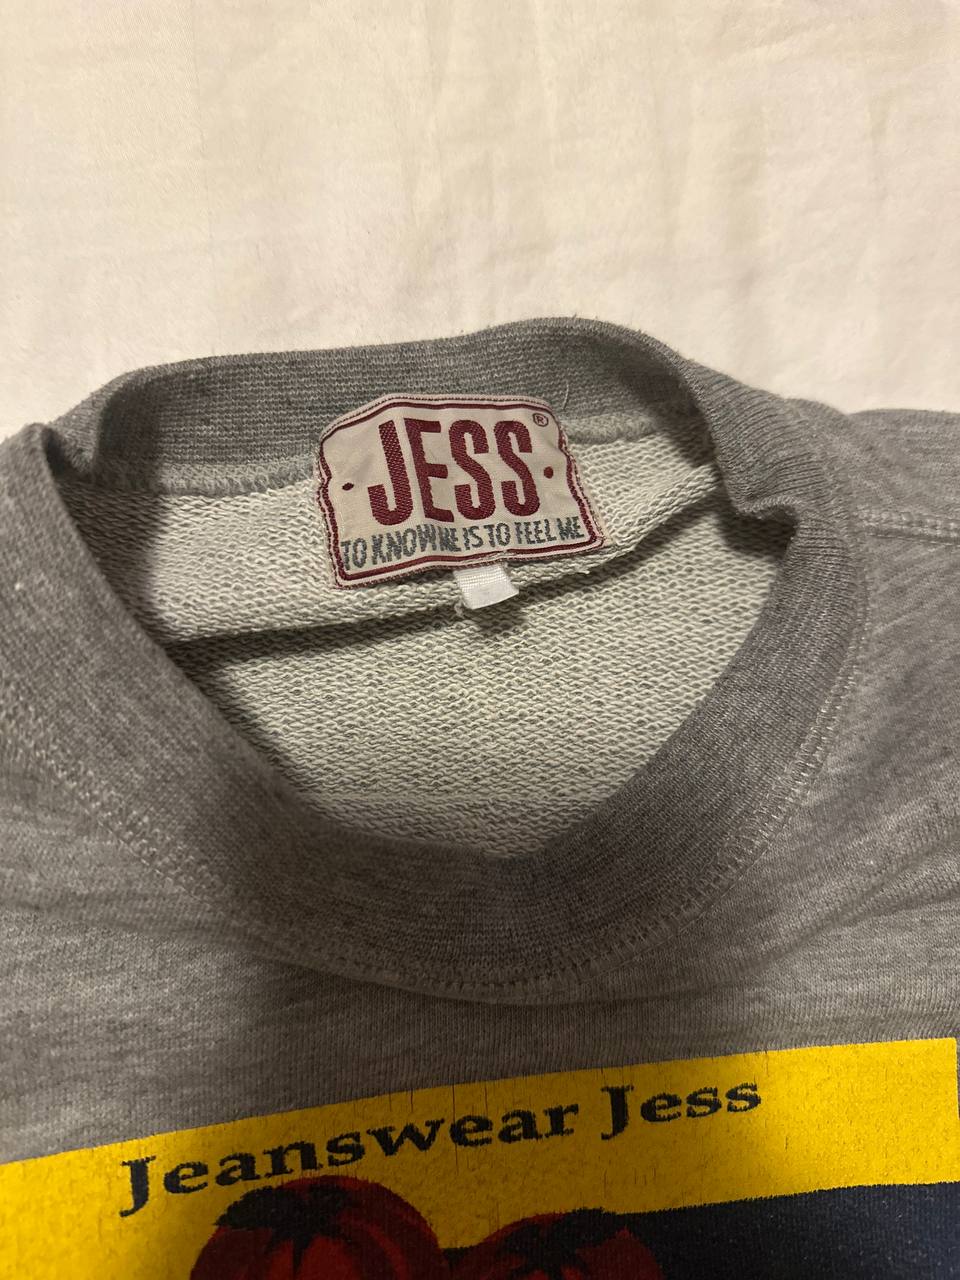 JESS®
TO KNOW ME IS TO FEEL ME
Jeanswear Jess